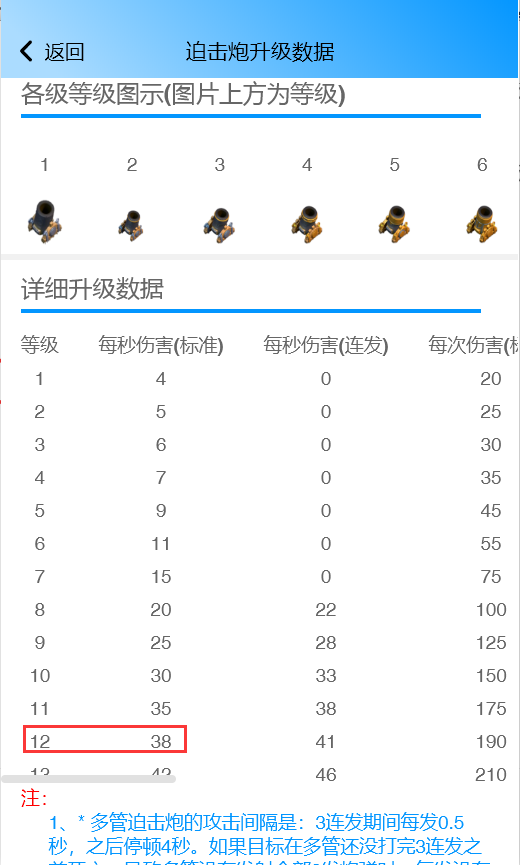 返回 迫击炮升级数据
各级等级图示(图片上方为等级)
1 2 3 4 5 6
详细升级数据
等级 每秒伤害(标准) 每秒伤害(连发) 每次伤害(
1 4 0 20
2 5 0 25
3 6 0 30
4 7 0 35
5 9 0 45
6 11 0 55
7 15 0 75
8 20 22 100
9 25 28 125
10 30 33 150
11 35 38 175
12 38 41 190
13 42 46 210
注：
1、* 多管迫击炮的攻击间隔是：3连发期间每发0.5
秒，之后停顿4秒。如果目标在多管还没打完3连发之